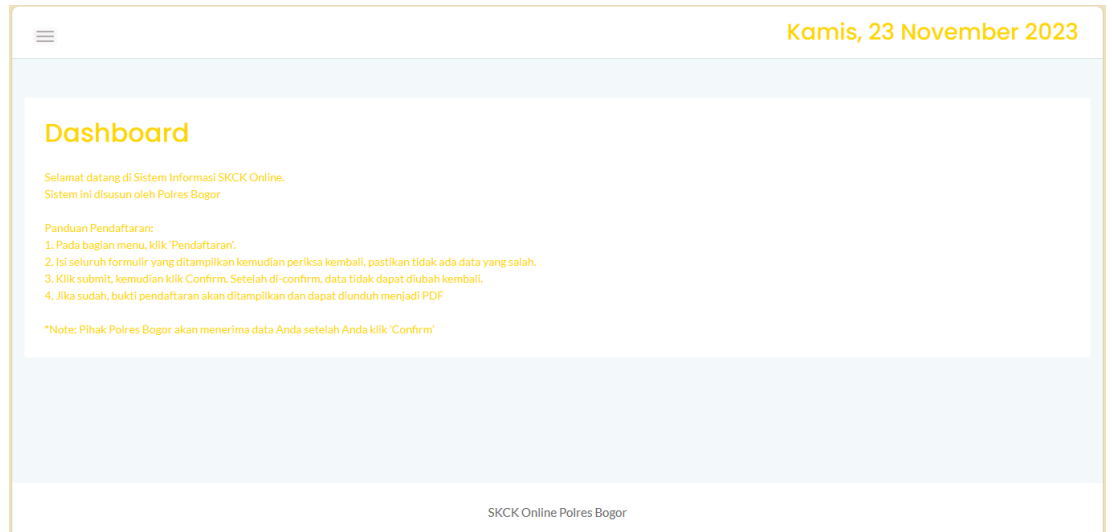 Kamis, 23 November 2023
Dashboard
Selamat datang di Sistem Informasi SKCK Online.
Sistem ini disusun oleh Polres Bogor
Panduan Pendaftaran:
1. Pada bagian menu, klik 'Pendaftaran'.
2. Isi seluruh formulir yang ditampilkan kemudian periksa kembali, pastikan tidak ada data yang salah.
3. Klik submit, kemudian klik Confirm. Setelah di-confirm, data tidak dapat diubah kembali.
4. Jika sudah, bukti pendaftaran akan ditampilkan dan dapat diunduh menjadi PDF
*Note: Pihak Polres Bogor akan menerima data Anda setelah Anda klik 'Confirm'
SKCK Online Polres Bogor